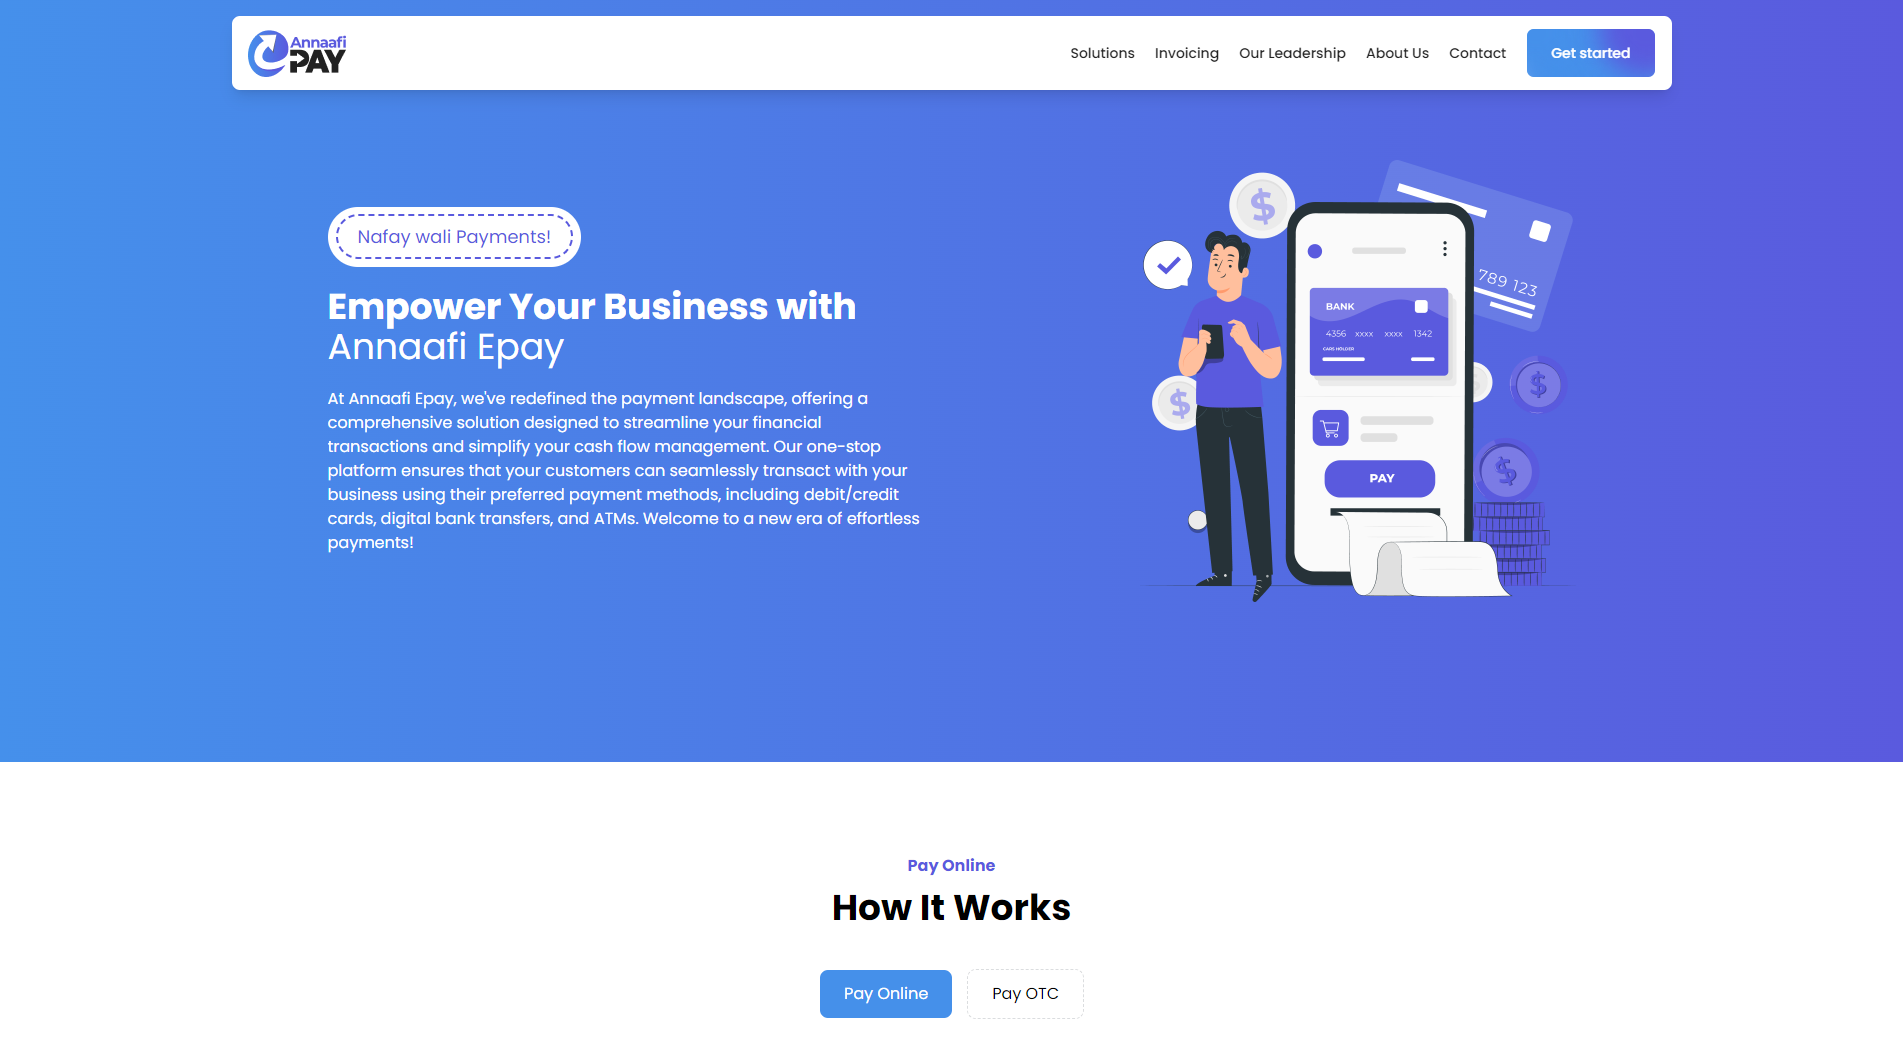 Annaafi
PAY
Solutions
Invoicing
Our Leadership
About Us
Contact
Get started
Nafay wali Payments!
Empower Your Business with
Annaafi Epay
At Annaafi Epay, we've redefined the payment landscape, offering a
comprehensive solution designed to streamline your financial
transactions and simplify your cash flow management. Our one-stop
platform ensures that your customers can seamlessly transact with your
business using their preferred payment methods, including debit/credit
cards, digital bank transfers, and ATMs. Welcome to a new era of effortless
payments!
$
$
$
$
789 123
BANK
4356 xxxx xxxx 1342
CARS HOLDER
PAY
Pay Online
How It Works
Pay Online
Pay OTC